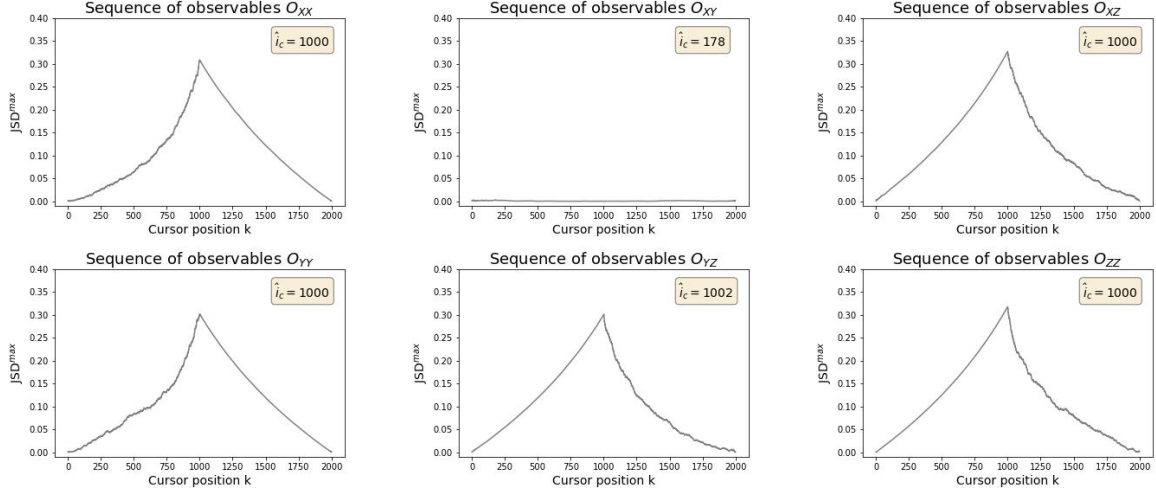 Sequence of observables O_XX
î_c = 1000
JSD^max
0.40
0.35
0.30
0.25
0.20
0.15
0.10
0.05
0.00
0 250 500 750 1000 1250 1500 1750 2000
Cursor position k
Sequence of observables O_XY
î_c = 178
JSD^max
0.40
0.35
0.30
0.25
0.20
0.15
0.10
0.05
0.00
0 250 500 750 1000 1250 1500 1750 2000
Cursor position k
Sequence of observables O_XZ
î_c = 1000
JSD^max
0.40
0.35
0.30
0.25
0.20
0.15
0.10
0.05
0.00
0 250 500 750 1000 1250 1500 1750 2000
Cursor position k
Sequence of observables O_YY
î_c = 1000
JSD^max
0.40
0.35
0.30
0.25
0.20
0.15
0.10
0.05
0.00
0 250 500 750 1000 1250 1500 1750 2000
Cursor position k
Sequence of observables O_YZ
î_c = 1002
JSD^max
0.40
0.35
0.30
0.25
0.20
0.15
0.10
0.05
0.00
0 250 500 750 1000 1250 1500 1750 2000
Cursor position k
Sequence of observables O_ZZ
î_c = 1000
JSD^max
0.40
0.35
0.30
0.25
0.20
0.15
0.10
0.05
0.00
0 250 500 750 1000 1250 1500 1750 2000
Cursor position k